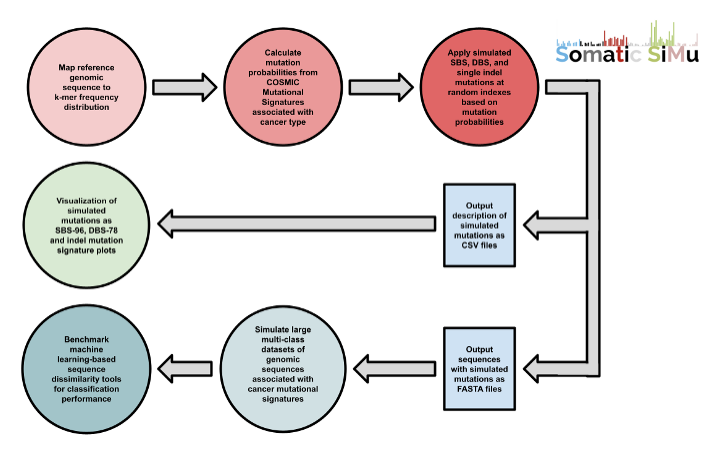 Somatic SiMu
Map reference
genomic
sequence to
k-mer frequency
distribution
Calculate
mutation
probabilities from
COSMIC
Mutational
Signatures
associated with
cancer type
Apply simulated
SBS, DBS, and
single indel
mutations at
random indexes
based on
mutation
probabilities
Visualization of
simulated
mutations as
SBS-96, DBS-78
and indel mutation
signature plots
Output
description of
simulated
mutations as
CSV files
Benchmark
machine
learning-based
sequence
dissimilarity tools
for classification
performance
Simulate large
multi-class
datasets of
genomic
sequences
associated with
cancer mutational
signatures
Output
sequences
with simulated
mutations as
FASTA files